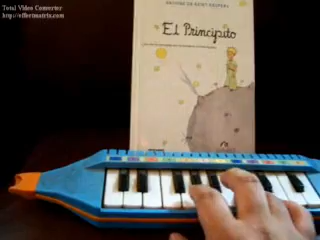 Total Video Converter
http://effectmatrix.com
ANTOINE DE SAINT-EXUPÉRY
El Principito